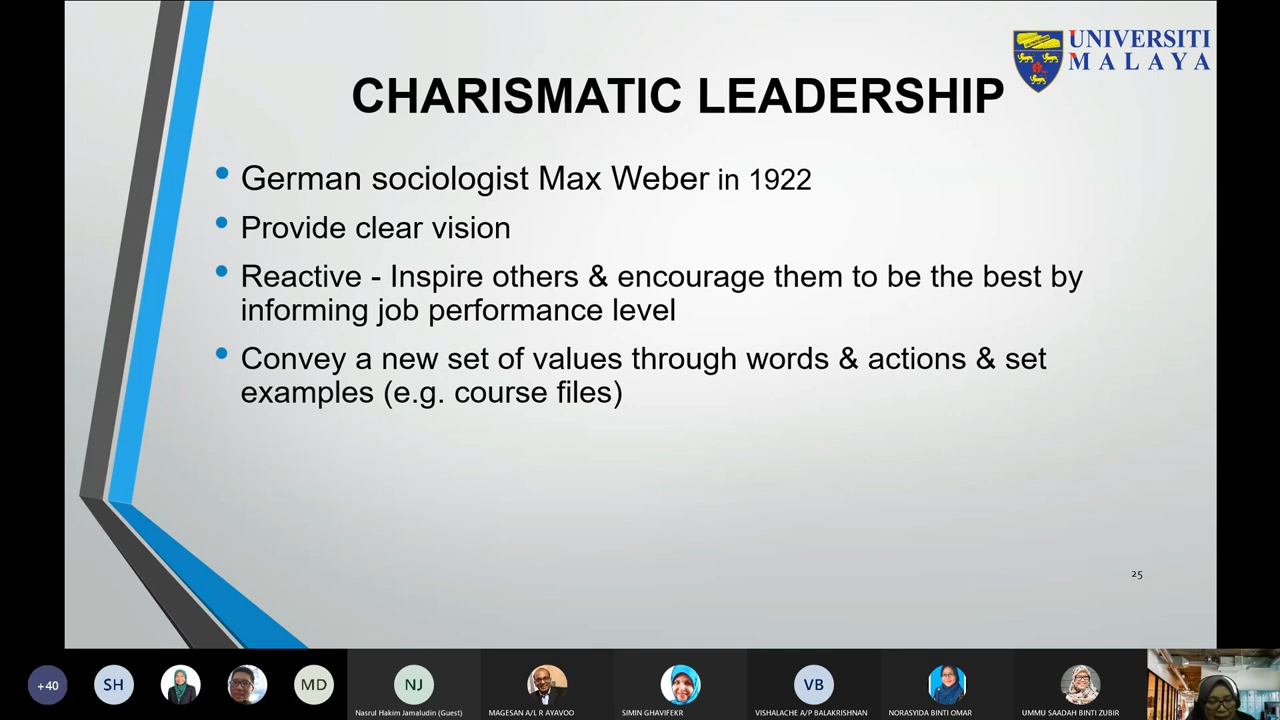 UNIVERSITI
MALAYA
CHARISMATIC LEADERSHIP
• German sociologist Max Weber in 1922
• Provide clear vision
• Reactive - Inspire others & encourage them to be the best by
informing job performance level
• Convey a new set of values through words & actions & set
examples (e.g. course files)
25
+40
SH
MD
NJ
VB
Nasrul Hakim Jamaludin (Guest)
MAGESAN A/L R AYAVOO
SIMIN GHAVIFEKR
VISHALACHE A/P BALAKRISHNAN
NORASYIDA BINTI OMAR
UMMU SAADAH BINTI ZUBIR